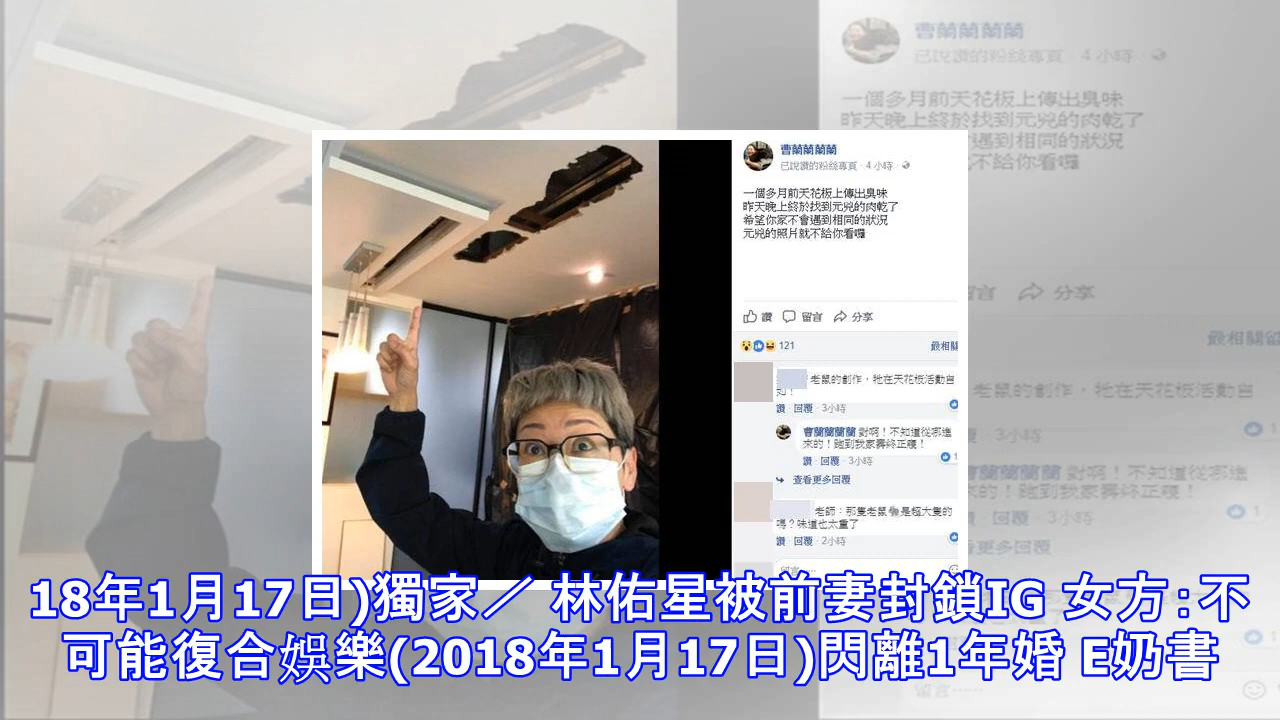 曹蘭蘭蘭蘭
已說讚的粉絲專頁 · 4 小時 ·
一個多月前天花板上傳出臭味
昨天晚上終於找到元兇的肉乾了
希望你家不會遇到相同的狀況
元兇的照片就不給你看囉
讚 留言 分享
121 最相關
老鼠的創作，牠在天花板活動自
如！
讚 · 回覆 · 3小時
曹蘭蘭蘭蘭 對啊！不知道從哪進
來的！跑到我家壽終正寢！
讚 · 回覆 · 3小時 1
查看更多回覆
老師：那隻老鼠🐀是超大隻的
嗎？味道也太重了
讚 · 回覆 · 2小時
留言……
18年1月17日)獨家／ 林佑星被前妻封鎖IG 女方:不
可能復合娛樂(2018年1月17日)閃離1年婚 E奶書